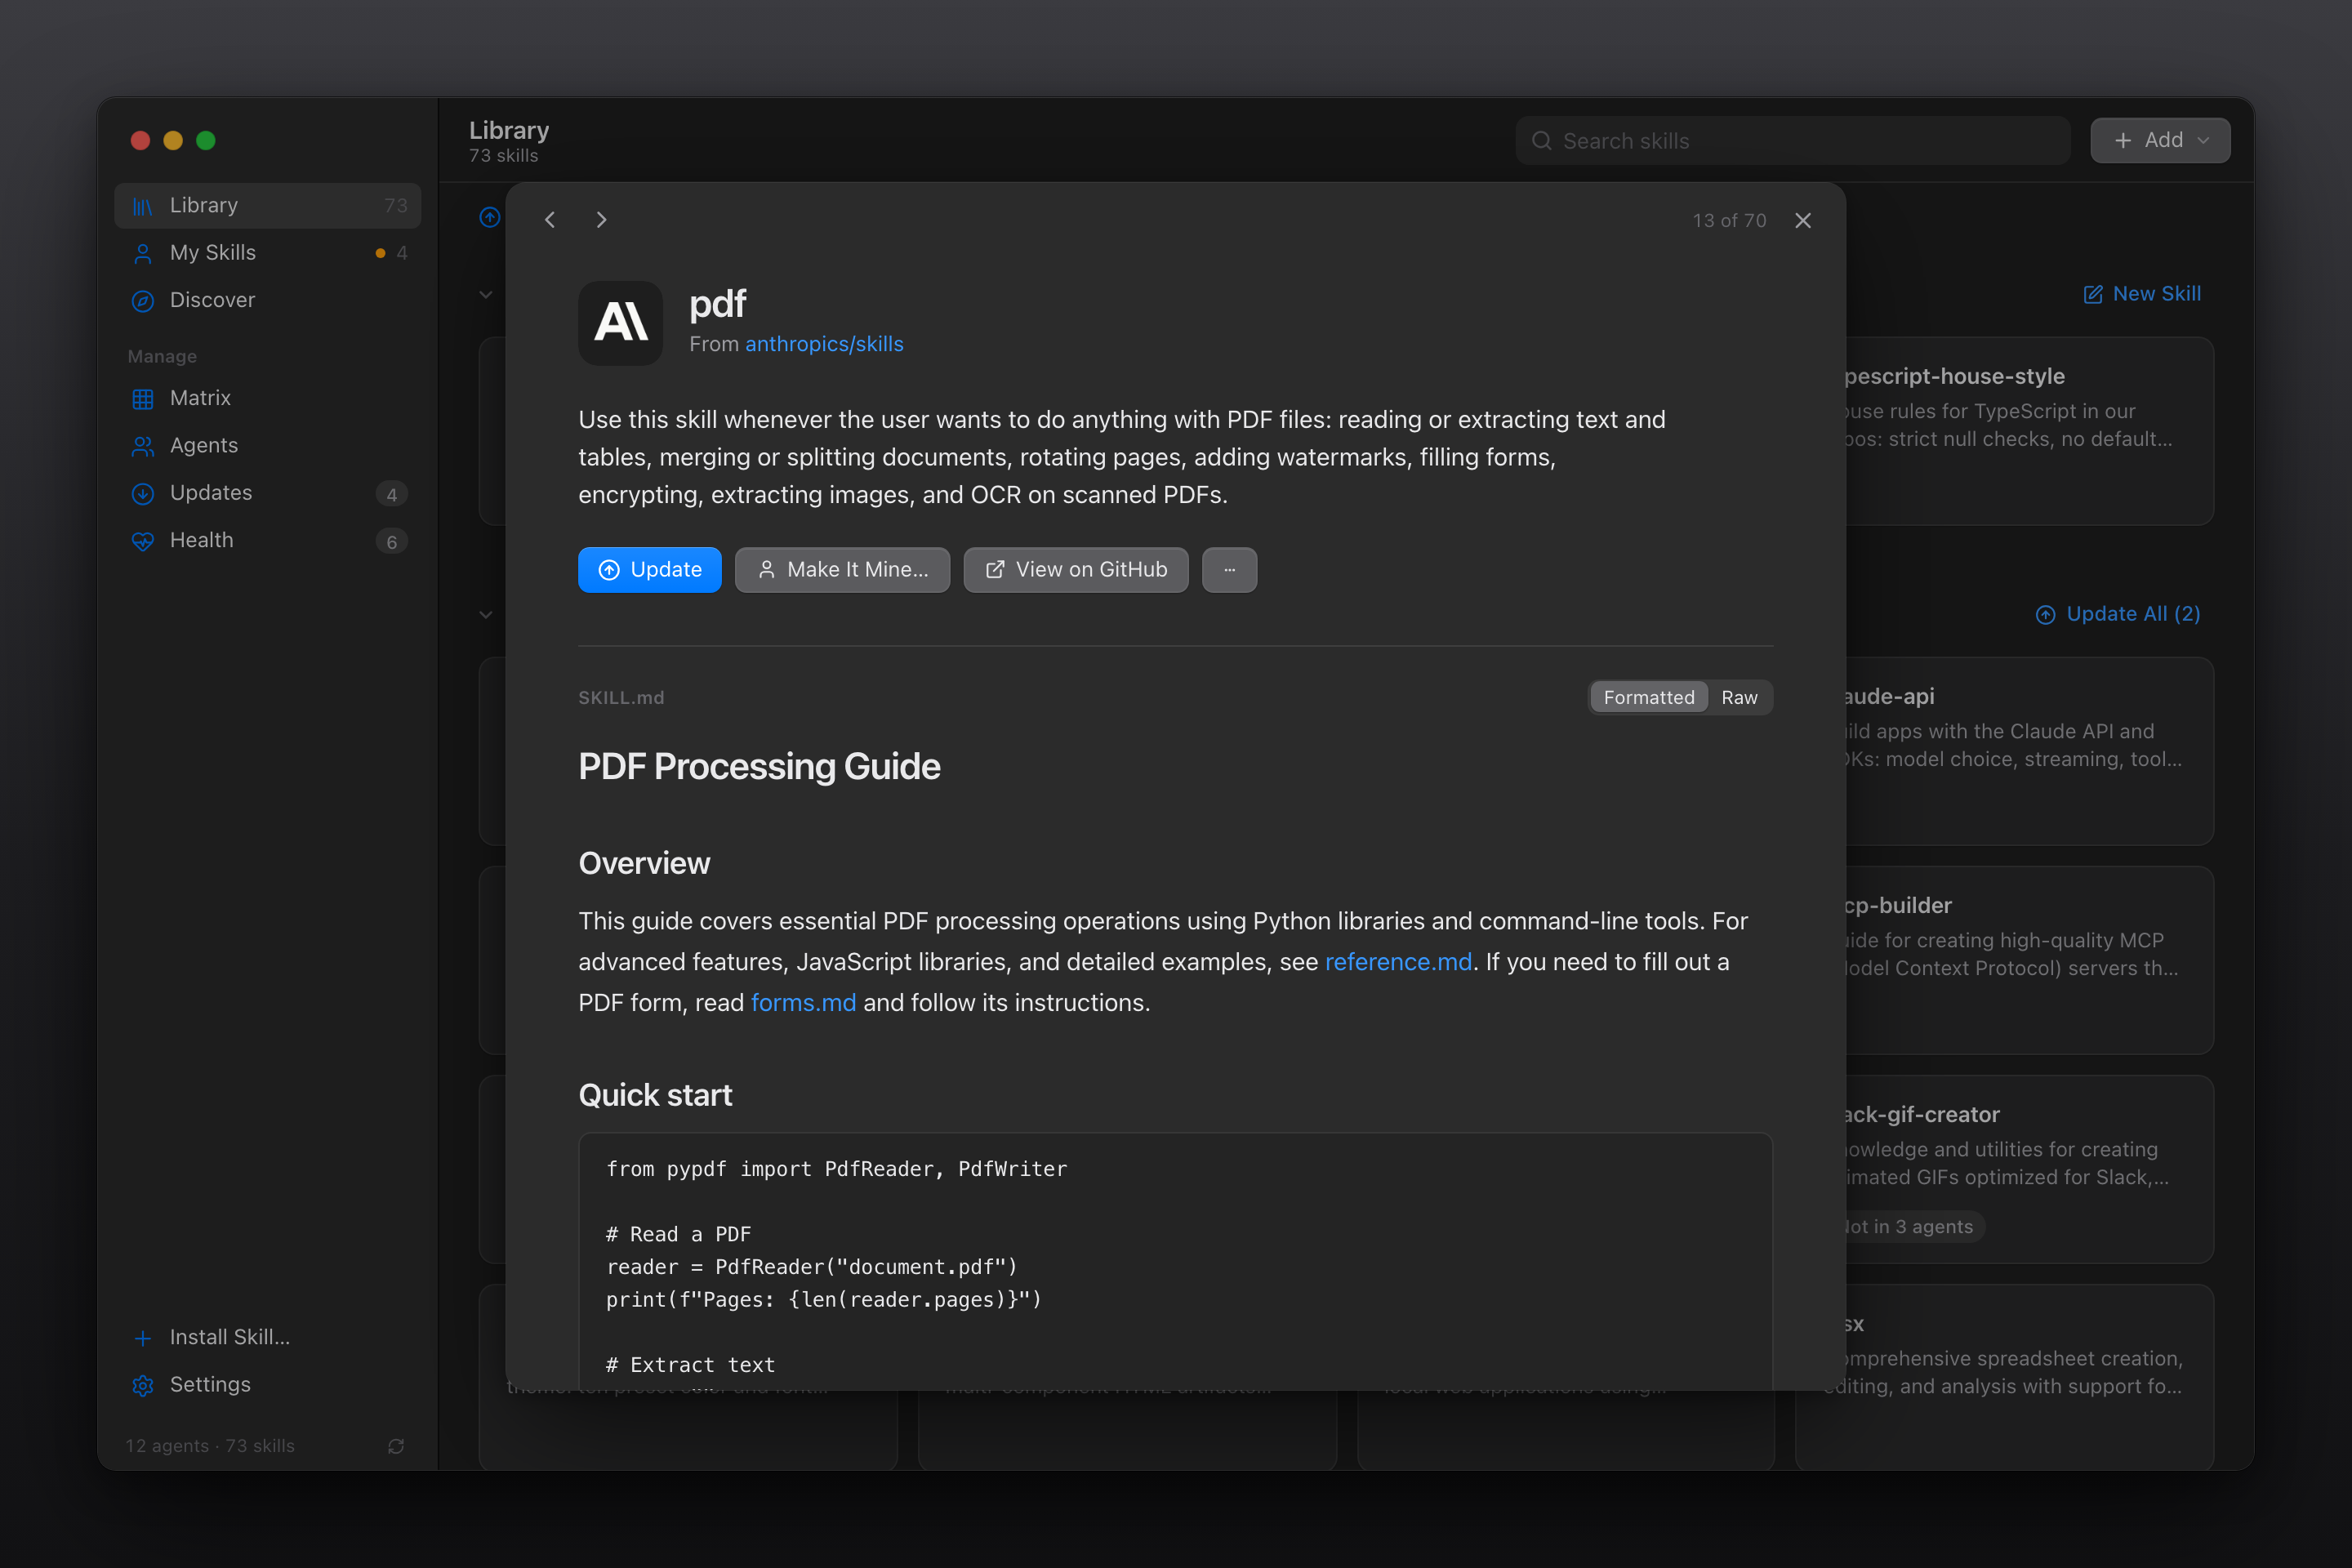 Library
73 skills
Search skills
Add
Library 73
My Skills 4
Discover
Manage
Matrix
Agents
Updates 4
Health 6
Install Skill...
Settings
12 agents · 73 skills
13 of 70
pdf
From anthropics/skills
Use this skill whenever the user wants to do anything with PDF files: reading or extracting text and
tables, merging or splitting documents, rotating pages, adding watermarks, filling forms,
encrypting, extracting images, and OCR on scanned PDFs.
Update
Make It Mine...
View on GitHub
...
SKILL.md
Formatted
Raw
PDF Processing Guide
Overview
This guide covers essential PDF processing operations using Python libraries and command-line tools. For
advanced features, JavaScript libraries, and detailed examples, see reference.md. If you need to fill out a
PDF form, read forms.md and follow its instructions.
Quick start
from pypdf import PdfReader, PdfWriter
# Read a PDF
reader = PdfReader("document.pdf")
print(f"Pages: {len(reader.pages)}")
# Extract text
New Skill
pescript-house-style
use rules for TypeScript in our
pos: strict null checks, no default...
Update All (2)
aude-api
ild apps with the Claude API and
Ks: model choice, streaming, tool...
cp-builder
ide for creating high-quality MCP
odel Context Protocol) servers th...
ack-gif-creator
owledge and utilities for creating
imated GIFs optimized for Slack,...
ot in 3 agents
sx
mprehensive spreadsheet creation,
diting, and analysis with support fo...